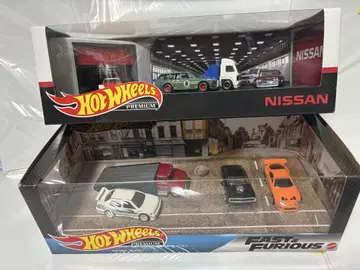 NISSAN
HOT WHEELS
PREMIUM
NISSAN
HOT WHEELS
PREMIUM
FAST & FURIOUS